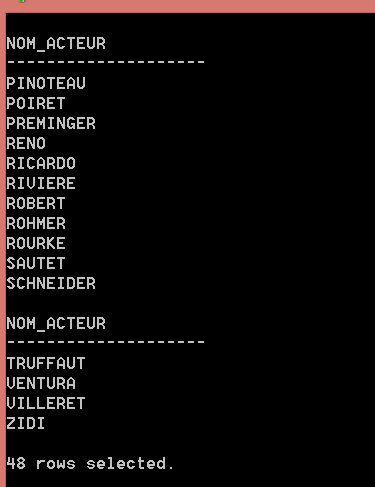 NOM_ACTEUR
--------------------
PINOTEAU
POIRET
PREMINGER
RENO
RICARDO
RIVIERE
ROBERT
ROHMER
ROURKE
SAUTET
SCHNEIDER
NOM_ACTEUR
--------------------
TRUFFAUT
VENTURA
VILLERET
ZIDI
48 rows selected.